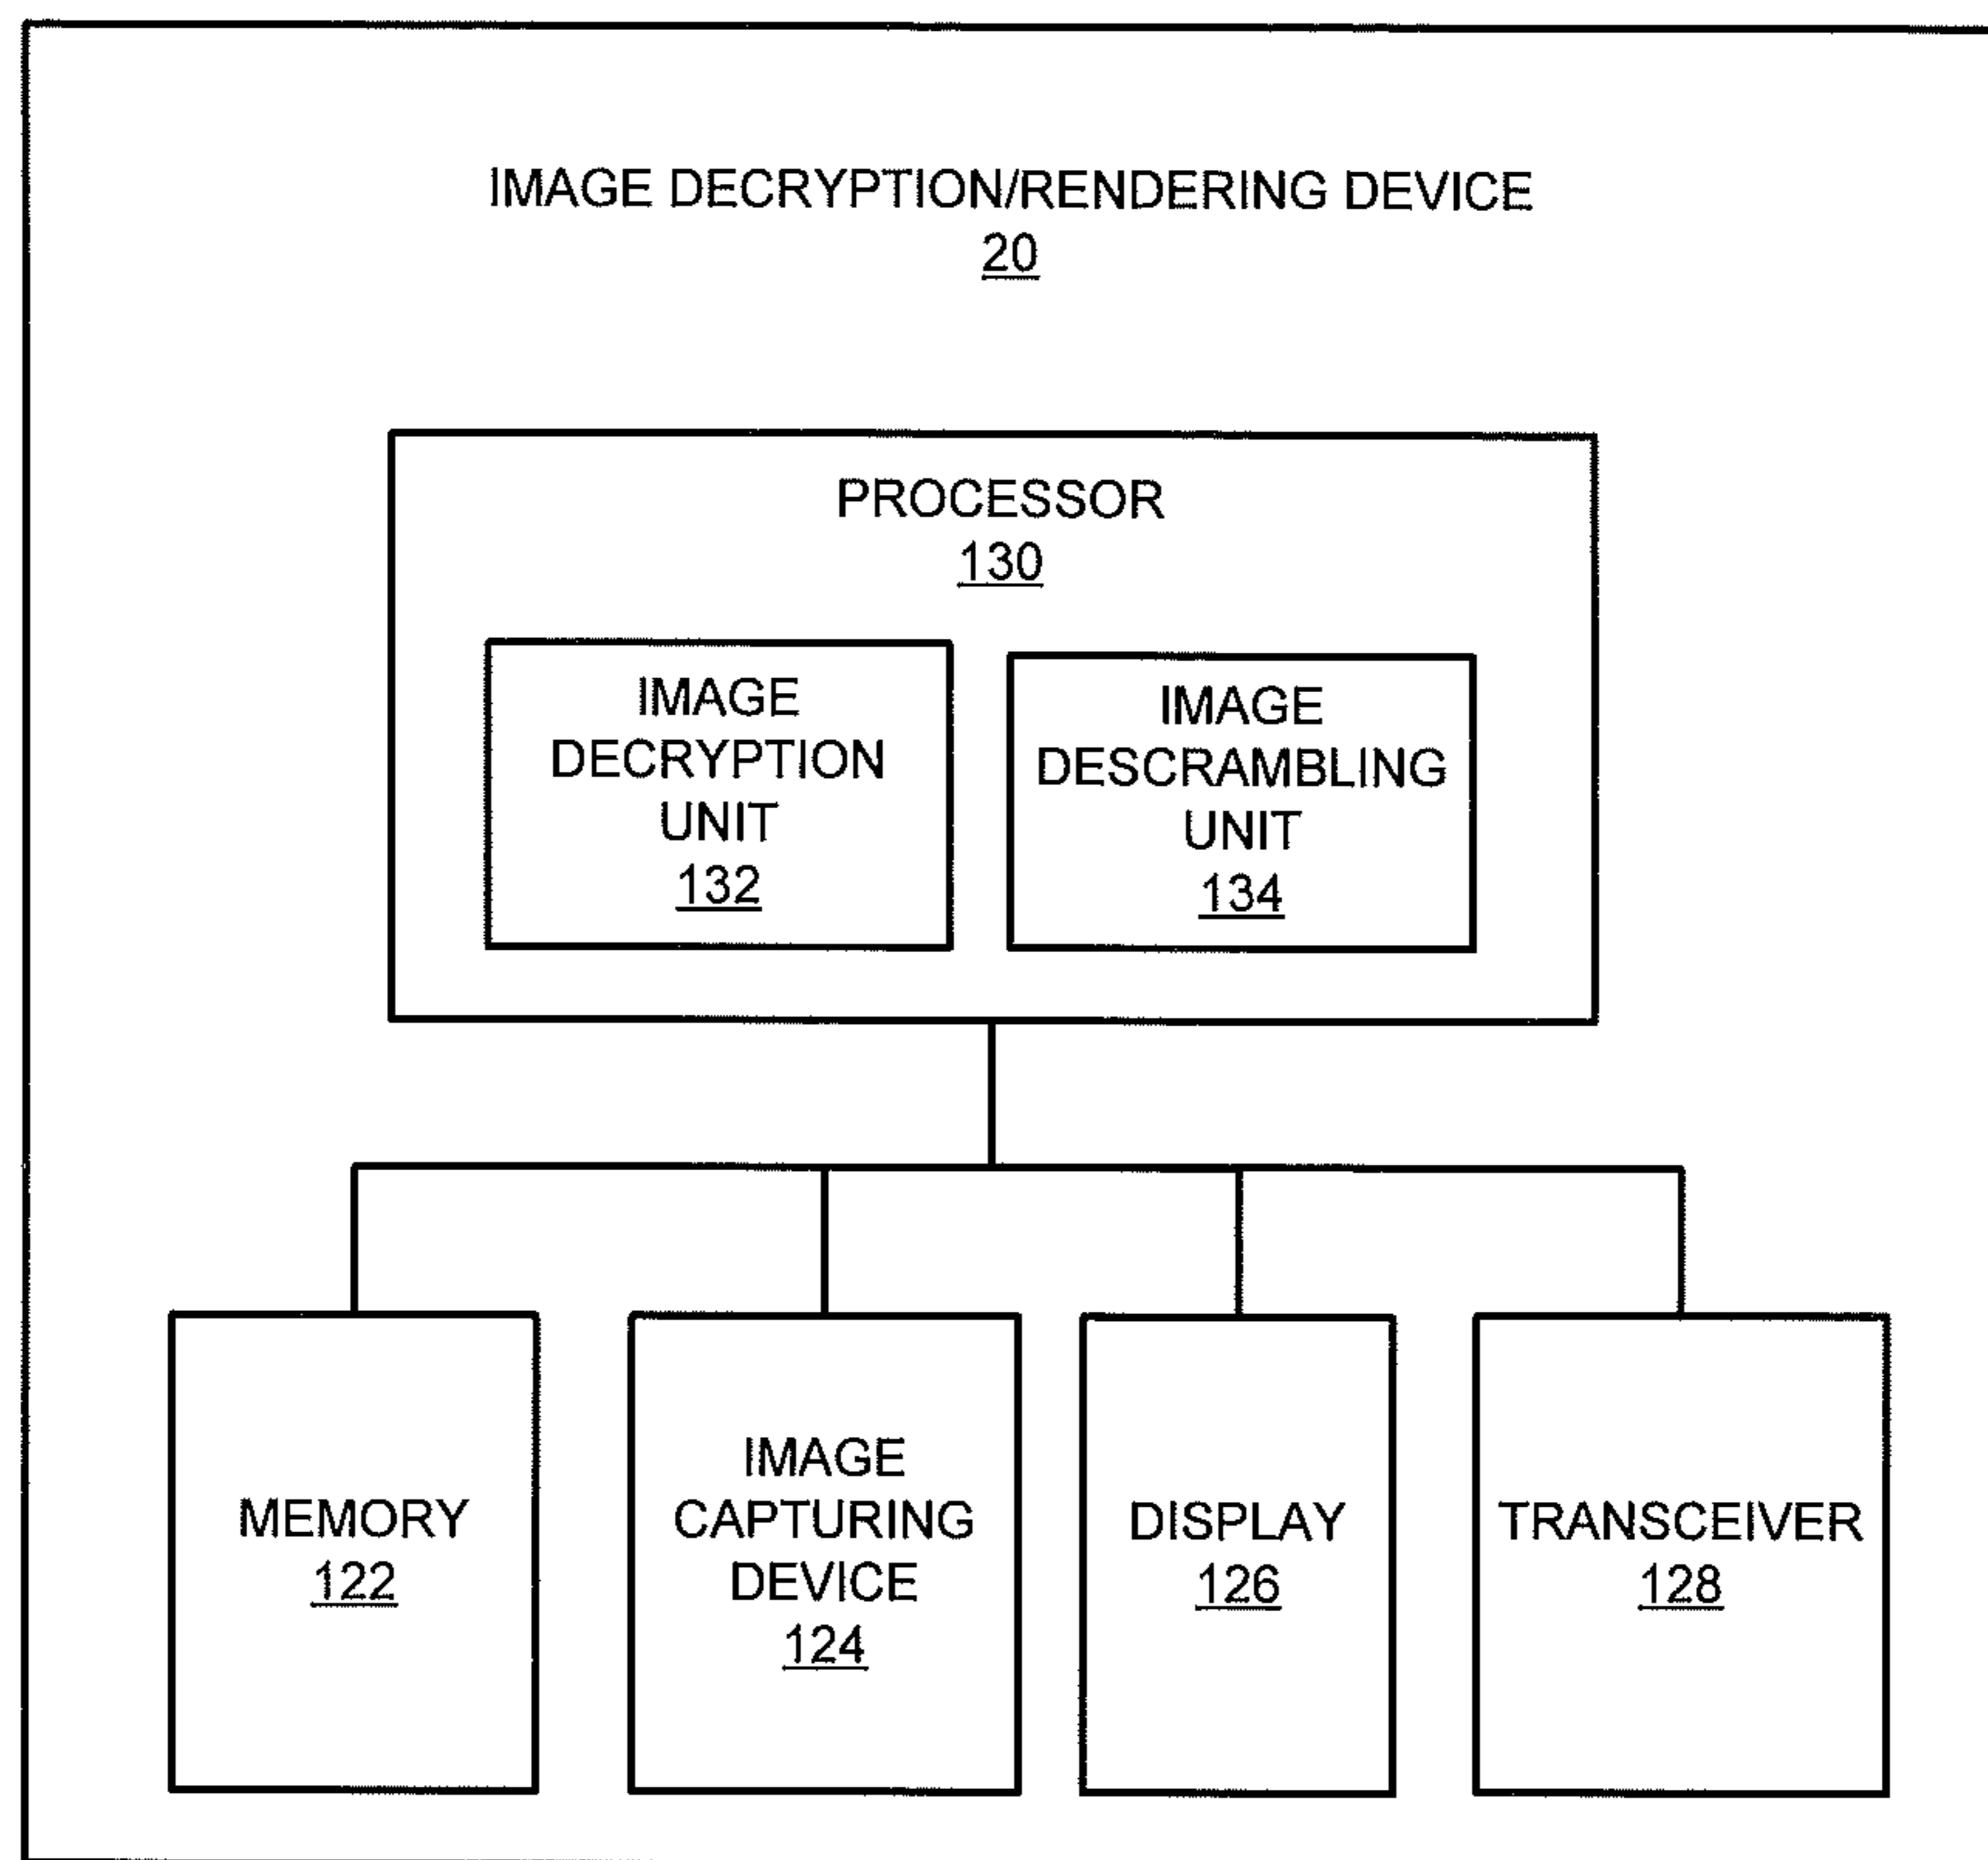 IMAGE DECRYPTION/RENDERING DEVICE
20
PROCESSOR
130
IMAGE
DECRYPTION
UNIT
132
IMAGE
DESCRAMBLING
UNIT
134
MEMORY
122
IMAGE
CAPTURING
DEVICE
124
DISPLAY
126
TRANSCEIVER
128